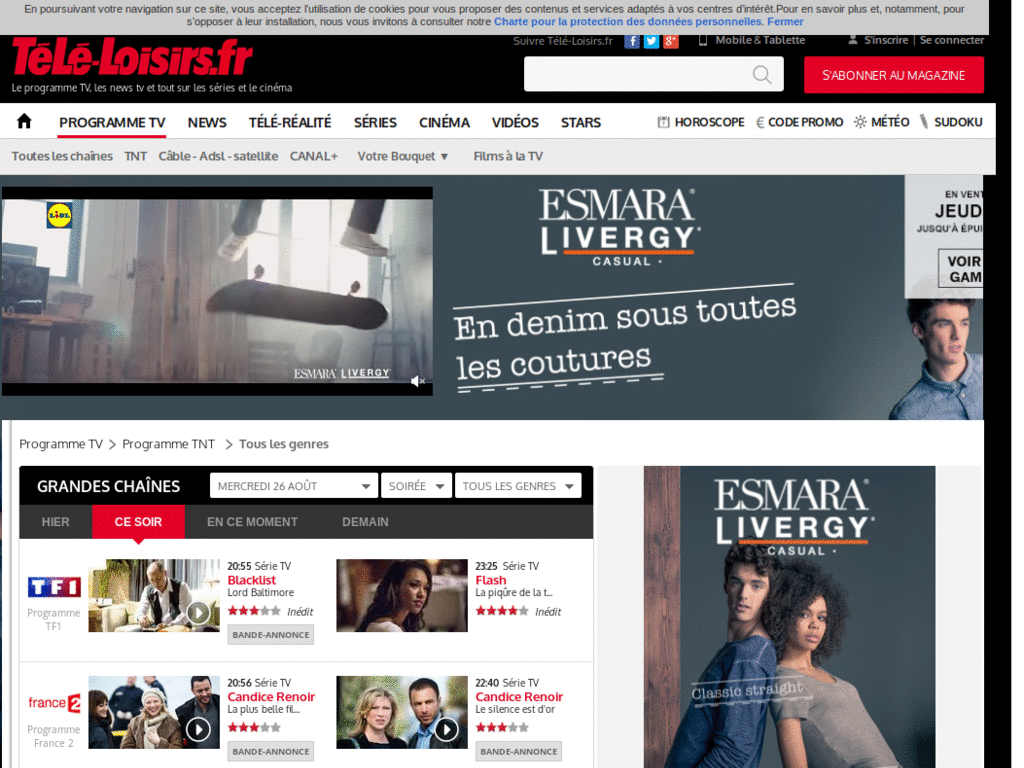 En poursuivant votre navigation sur ce site, vous acceptez l'utilisation de cookies pour vous proposer des contenus et services adaptés à vos centres d'intérêt.Pour en savoir plus et, notamment, pour
s'opposer à leur installation, nous vous invitons à consulter notre Charte pour la protection des données personnelles. Fermer
Télé-Loisirs.fr
Le programme TV, les news tv et tout sur les séries et le cinéma
Suivre Télé-Loisirs.fr
Mobile & Tablette
S'inscrire | Se connecter
S'ABONNER AU MAGAZINE
PROGRAMME TV NEWS TÉLÉ-RÉALITÉ SÉRIES CINÉMA VIDÉOS STARS
HOROSCOPE € CODE PROMO MÉTÉO SUDOKU
Toutes les chaînes TNT Câble - Adsl - satellite CANAL+ Votre Bouquet ▼ Films à la TV
LIDL
ESMARA LIVERGY
ESMARA®
LIVERGY®
CASUAL
En denim sous toutes
les coutures
EN VENT
JEUD
JUSQU'À ÉPUI
VOIR
GAM
Programme TV > Programme TNT > Tous les genres
GRANDES CHAÎNES
MERCREDI 26 AOÛT
SOIRÉE
TOUS LES GENRES
HIER CE SOIR EN CE MOMENT DEMAIN
TF1
Programme
TF1
20:55 Série TV
Blacklist
Lord Baltimore
Inédit
BANDE-ANNONCE
23:25 Série TV
Flash
La piqûre de la t...
Inédit
france 2
Programme
France 2
20:56 Série TV
Candice Renoir
La plus belle fil...
BANDE-ANNONCE
22:40 Série TV
Candice Renoir
Le silence est d'or
BANDE-ANNONCE
ESMARA®
LIVERGY®
CASUAL
Classic straight